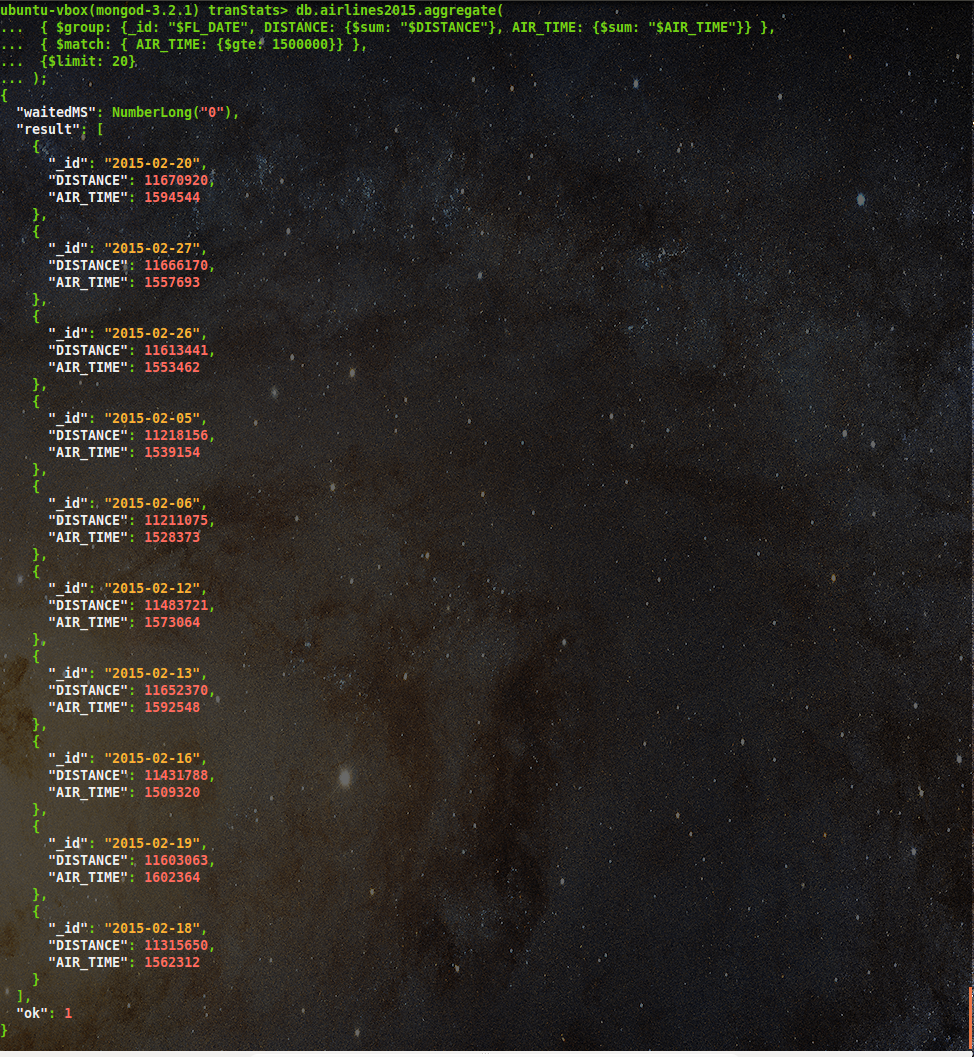 ubuntu-vbox(mongod-3.2.1) tranStats> db.airlines2015.aggregate(
...  { $group: {_id: "$FL_DATE", DISTANCE: {$sum: "$DISTANCE"}, AIR_TIME: {$sum: "$AIR_TIME"}} },
...  { $match: { AIR_TIME: {$gte: 1500000}} },
...  {$limit: 20}
... );
{
  "waitedMS": NumberLong("0"),
  "result": [
    {
      "_id": "2015-02-20",
      "DISTANCE": 11670920,
      "AIR_TIME": 1594544
    },
    {
      "_id": "2015-02-27",
      "DISTANCE": 11666170,
      "AIR_TIME": 1557693
    },
    {
      "_id": "2015-02-26",
      "DISTANCE": 11613441,
      "AIR_TIME": 1553462
    },
    {
      "_id": "2015-02-05",
      "DISTANCE": 11218156,
      "AIR_TIME": 1539154
    },
    {
      "_id": "2015-02-06",
      "DISTANCE": 11211075,
      "AIR_TIME": 1528373
    },
    {
      "_id": "2015-02-12",
      "DISTANCE": 11483721,
      "AIR_TIME": 1573064
    },
    {
      "_id": "2015-02-13",
      "DISTANCE": 11652370,
      "AIR_TIME": 1592548
    },
    {
      "_id": "2015-02-16",
      "DISTANCE": 11431788,
      "AIR_TIME": 1509320
    },
    {
      "_id": "2015-02-19",
      "DISTANCE": 11603063,
      "AIR_TIME": 1602364
    },
    {
      "_id": "2015-02-18",
      "DISTANCE": 11315650,
      "AIR_TIME": 1562312
    }
  ],
  "ok": 1
}